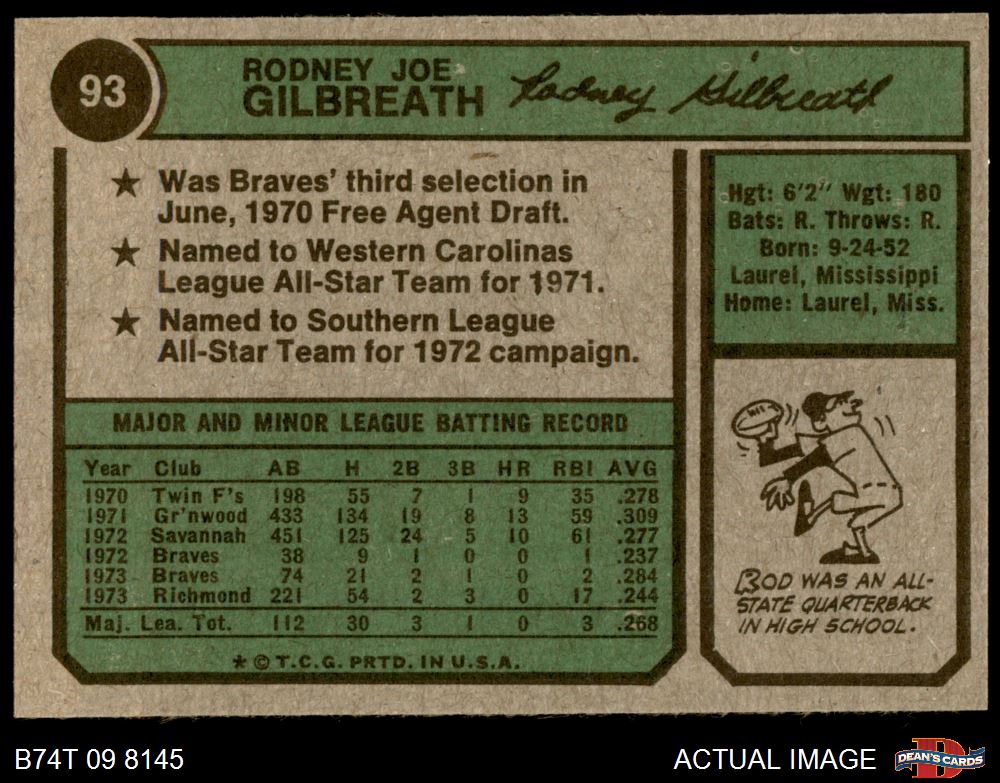 93
RODNEY JOE
GILBREATH
Rodney Gilbreath
★ Was Braves' third selection in
June, 1970 Free Agent Draft.
★ Named to Western Carolinas
League All-Star Team for 1971.
★ Named to Southern League
All-Star Team for 1972 campaign.
Hgt: 6'2" Wgt: 180
Bats: R. Throws: R.
Born: 9-24-52
Laurel, Mississippi
Home: Laurel, Miss.
MAJOR AND MINOR LEAGUE BATTING RECORD
Year Club AB H 2B 3B HR RBI AVG
1970 Twin F's 198 55 7 1 9 35 .278
1971 Gr'nwood 433 134 19 8 13 59 .309
1972 Savannah 451 125 24 5 10 61 .277
1972 Braves 38 9 1 0 0 1 .237
1973 Braves 74 21 2 1 0 2 .284
1973 Richmond 221 54 2 3 0 17 .244
Maj. Lea. Tot. 112 30 3 1 0 3 .268
★ © T.C.G. PRTD. IN U.S.A.
ROD WAS AN ALL-
STATE QUARTERBACK
IN HIGH SCHOOL.
B74T 09 8145
ACTUAL IMAGE
D
DEAN'S CARDS